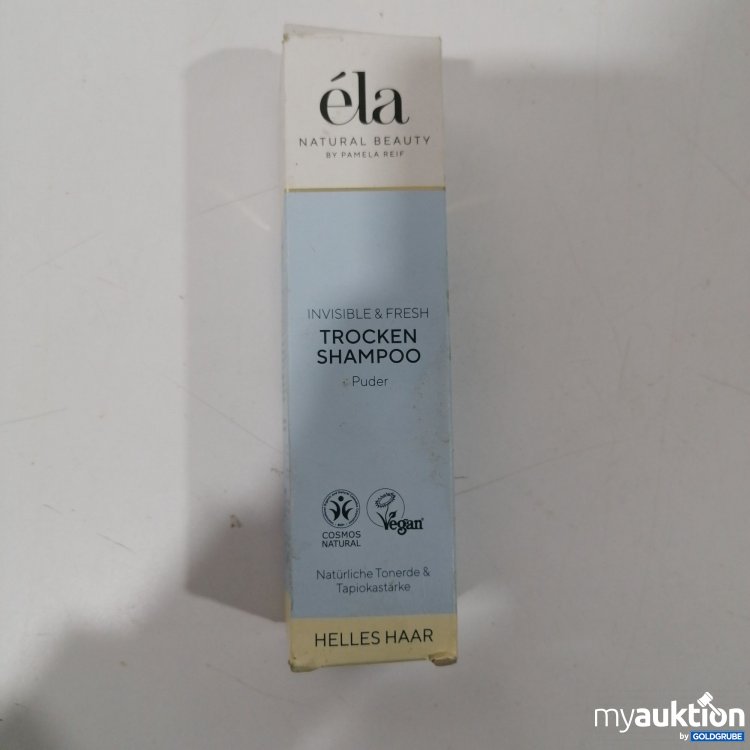 éla
NATURAL BEAUTY
BY PAMELA REIF
INVISIBLE & FRESH
TROCKEN
SHAMPOO
Puder
COSMOS
NATURAL
Vegan
Natürliche Tonerde &
Tapiokastärke
HELLES HAAR
myauktion
by GOLDGRUBE